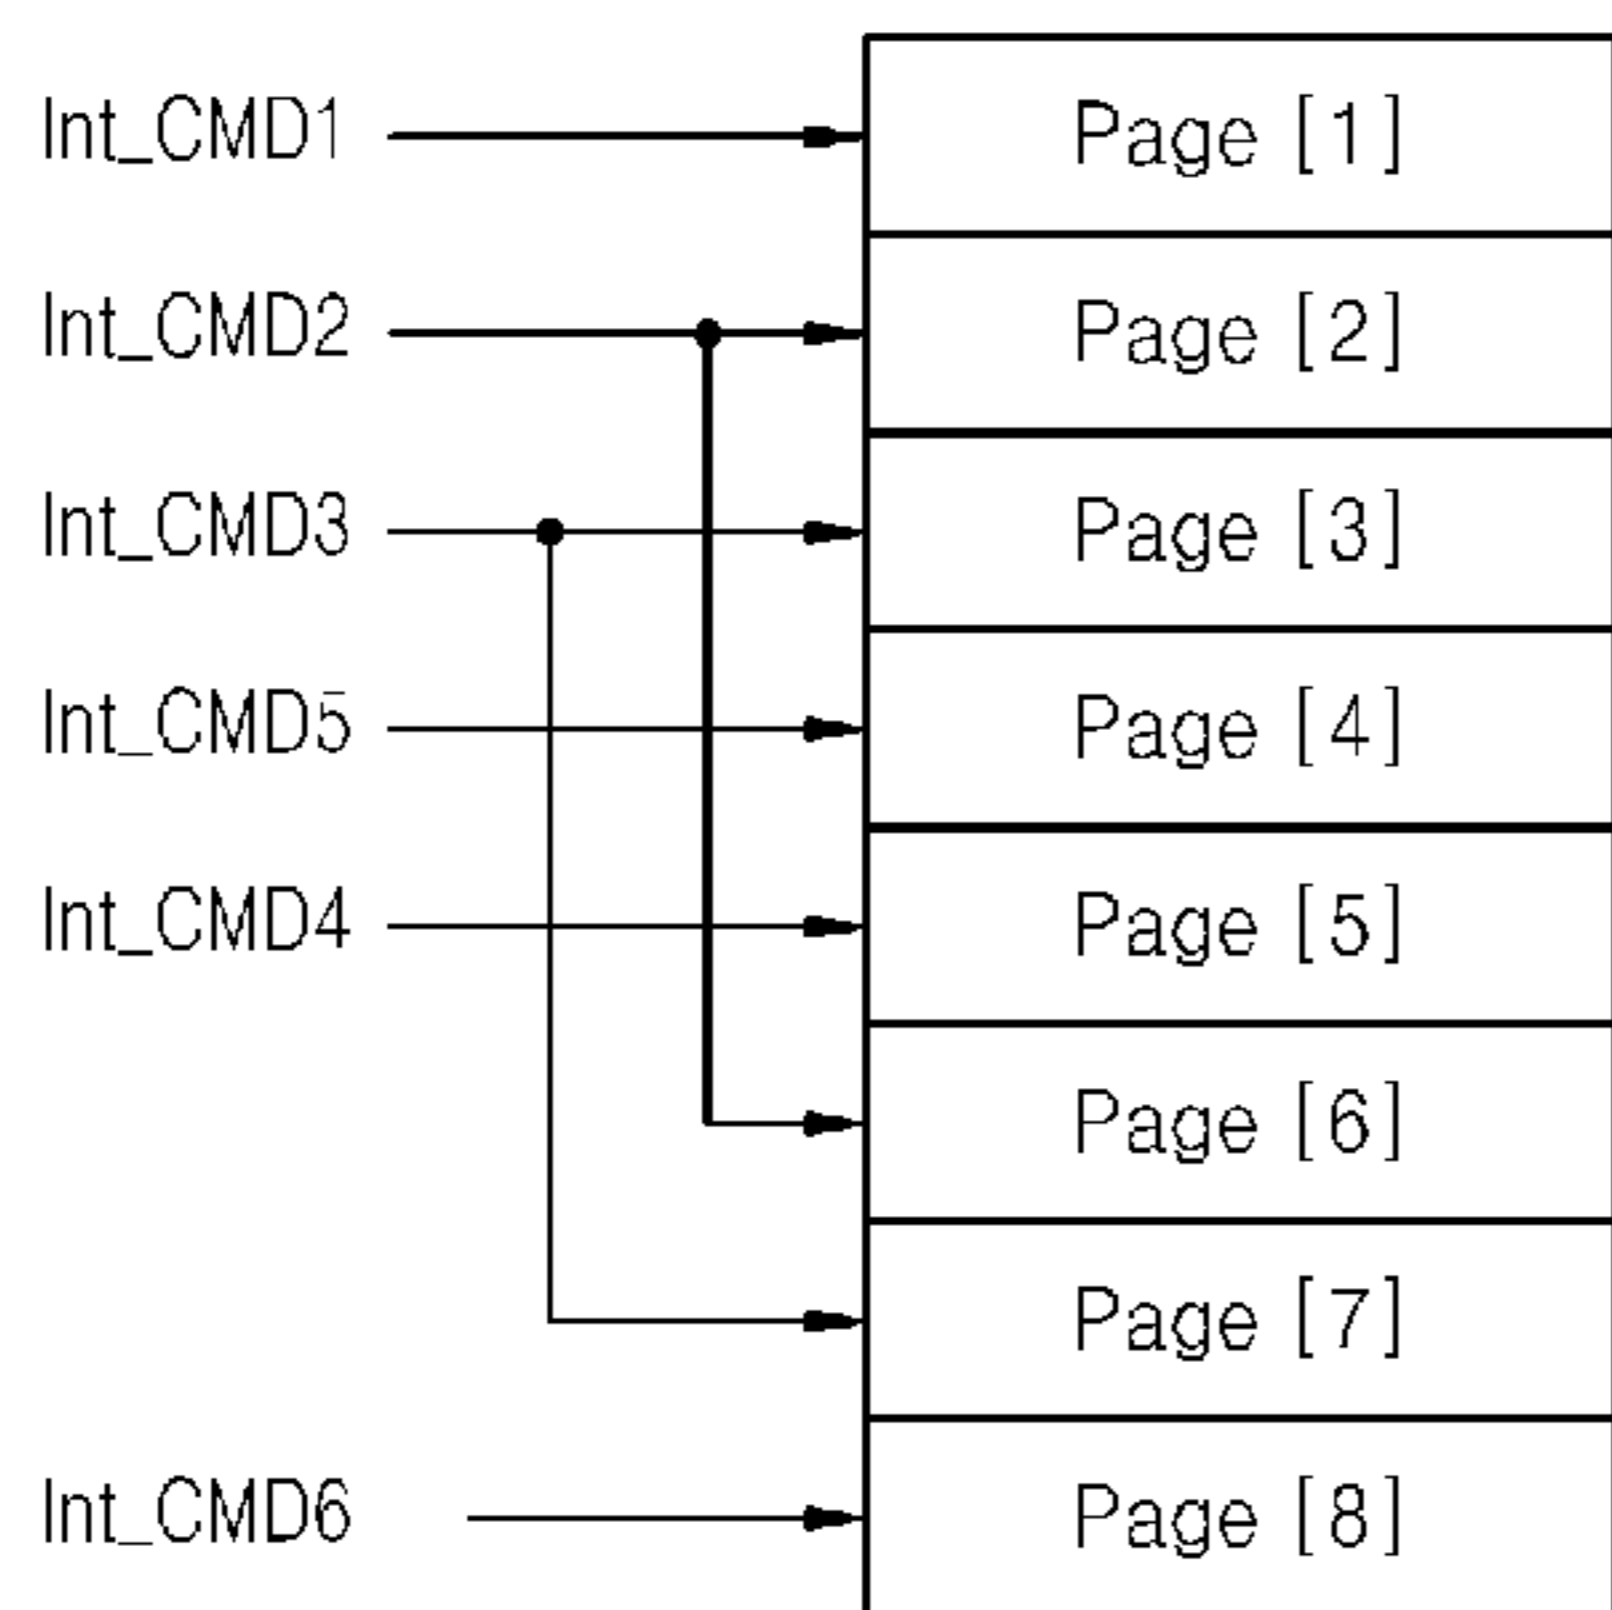 Int_CMD1 Page [1]
Int_CMD2 Page [2]
Int_CMD3 Page [3]
Int_CMD5 Page [4]
Int_CMD4 Page [5]
Page [6]
Page [7]
Int_CMD6 Page [8]